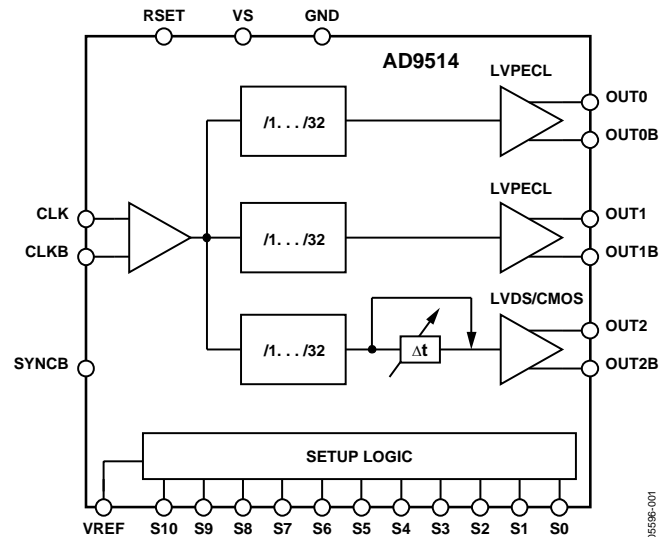 RSET VS GND
AD9514
LVPECL
/1. . . /32
OUT0
OUT0B
LVPECL
CLK
/1. . . /32
OUT1
CLKB
OUT1B
LVDS/CMOS
/1. . . /32
Δt
OUT2
SYNCB
OUT2B
SETUP LOGIC
VREF S10 S9 S8 S7 S6 S5 S4 S3 S2 S1 S0
05596-001